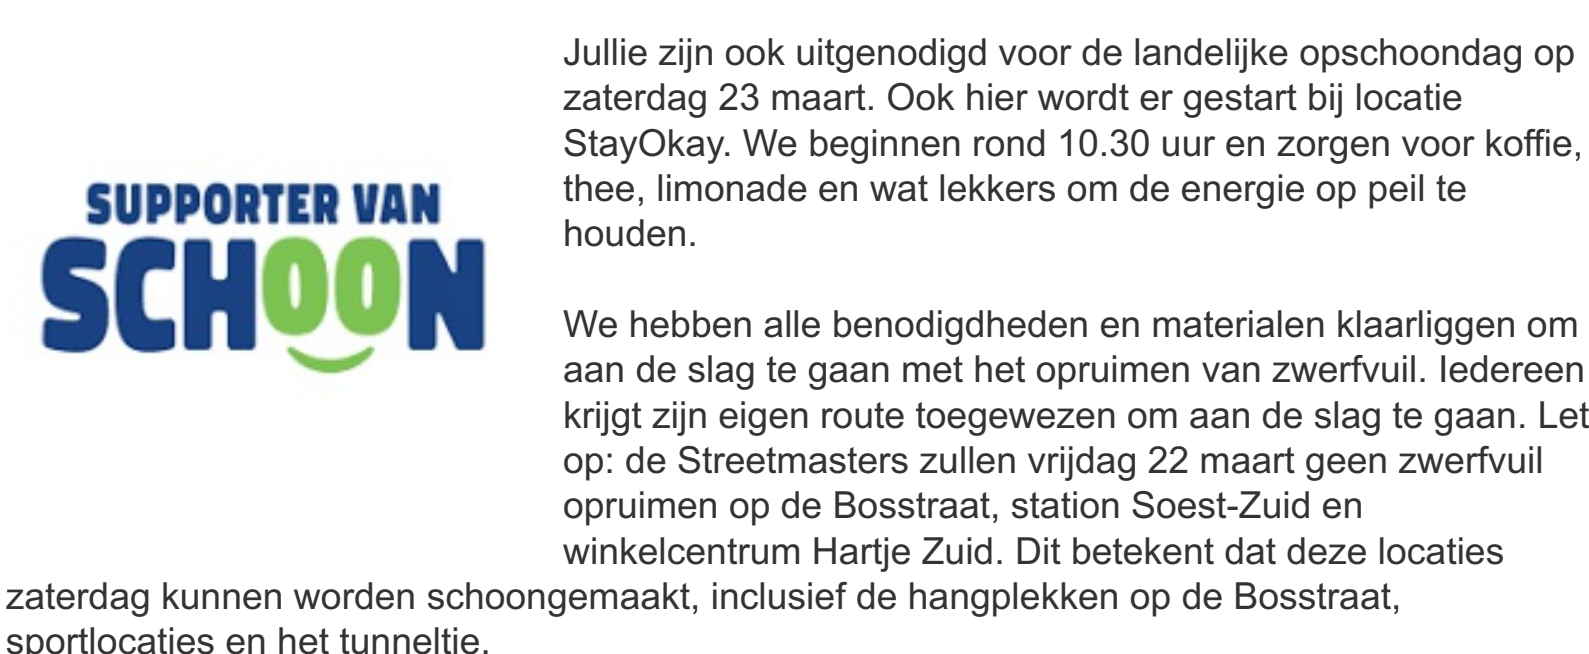 SUPPORTER VAN
SCHOON
Jullie zijn ook uitgenodigd voor de landelijke opschoondag op
zaterdag 23 maart. Ook hier wordt er gestart bij locatie
StayOkay. We beginnen rond 10.30 uur en zorgen voor koffie,
thee, limonade en wat lekkers om de energie op peil te
houden.
We hebben alle benodigdheden en materialen klaarliggen om
aan de slag te gaan met het opruimen van zwerfvuil. Iedereen
krijgt zijn eigen route toegewezen om aan de slag te gaan. Let
op: de Streetmasters zullen vrijdag 22 maart geen zwerfvuil
opruimen op de Bosstraat, station Soest-Zuid en
winkelcentrum Hartje Zuid. Dit betekent dat deze locaties
zaterdag kunnen worden schoongemaakt, inclusief de hangplekken op de Bosstraat,
sportlocaties en het tunneltje.